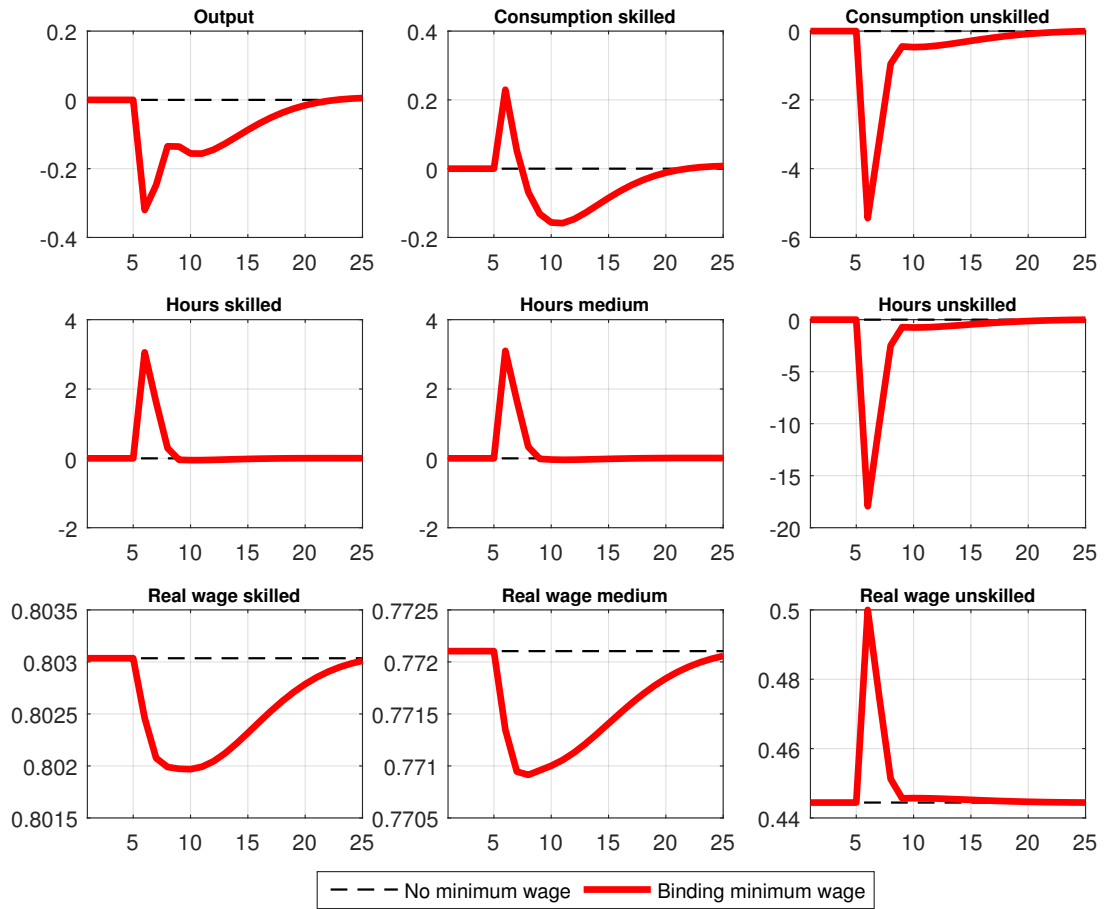 Output
0.2
0
-0.2
-0.4
5 10 15 20 25
Consumption skilled
0.4
0.2
0
-0.2
5 10 15 20 25
Consumption unskilled
0
-2
-4
-6
5 10 15 20 25
Hours skilled
4
2
0
-2
5 10 15 20 25
Hours medium
4
2
0
-2
5 10 15 20 25
Hours unskilled
0
-5
-10
-15
-20
5 10 15 20 25
Real wage skilled
0.8035
0.803
0.8025
0.802
0.8015
5 10 15 20 25
Real wage medium
0.7725
0.772
0.7715
0.771
0.7705
5 10 15 20 25
Real wage unskilled
0.5
0.48
0.46
0.44
5 10 15 20 25
No minimum wage Binding minimum wage